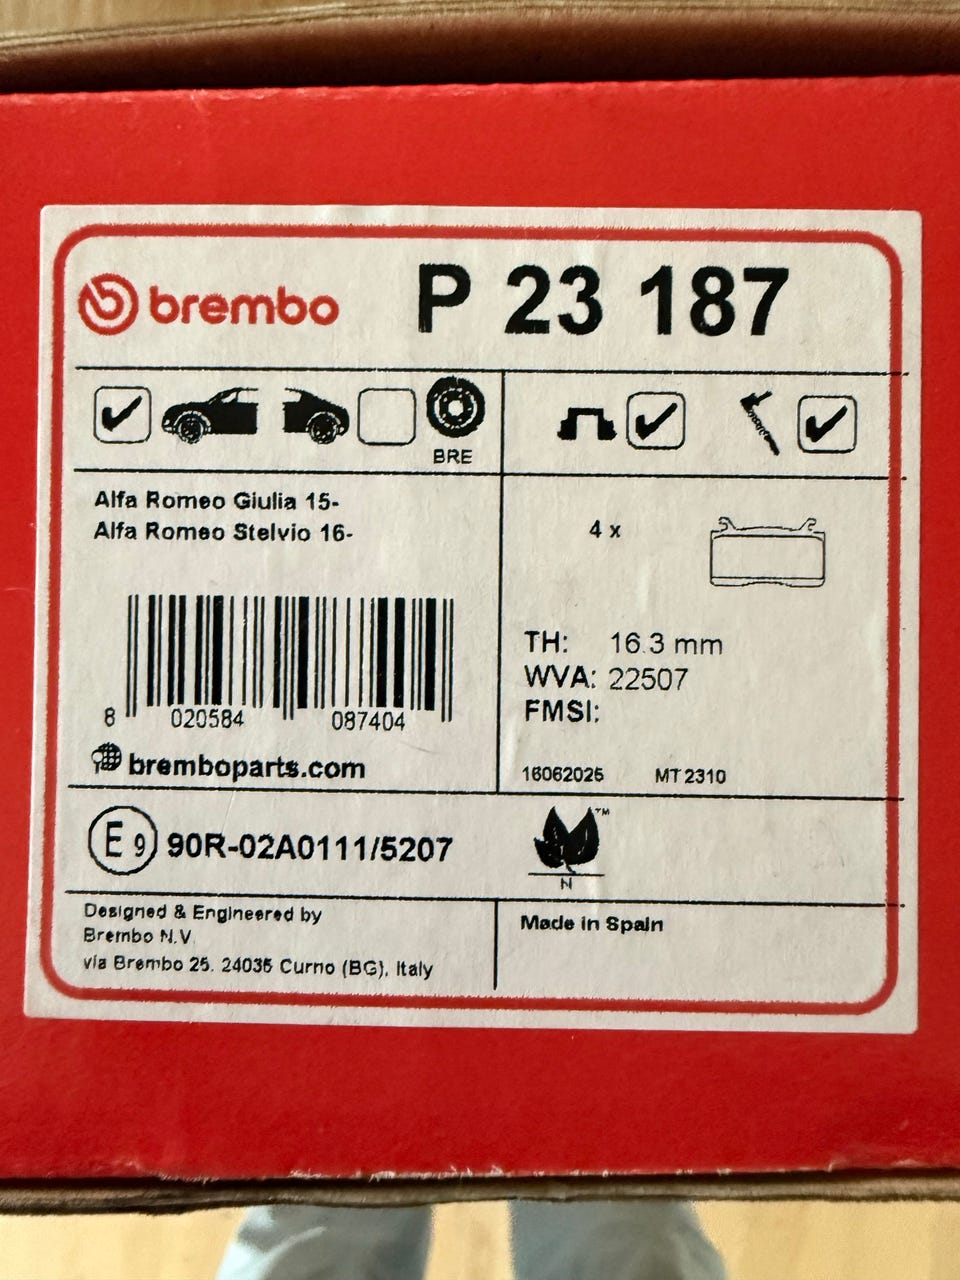 brembo P 23 187
BRE
Alfa Romeo Giulia 15-
Alfa Romeo Stelvio 16-
4 x
TH: 16.3 mm
WVA: 22507
FMSI:
8 020584 087404
bremboparts.com
16062025 MT 2310
E9 90R-02A0111/5207
TM
N
Designed & Engineered by
Brembo N.V.
via Brembo 25. 24035 Curno (BG), Italy
Made in Spain